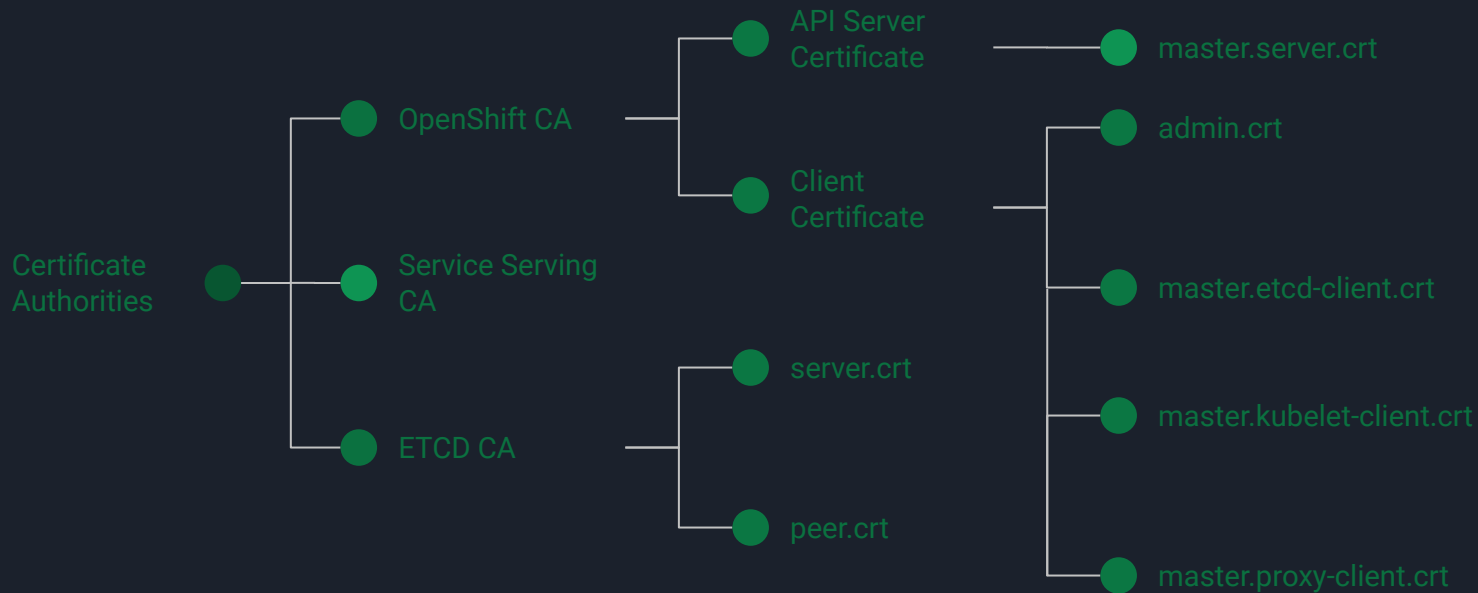 Certificate
Authorities
OpenShift CA
Service Serving
CA
ETCD CA
API Server
Certificate
Client
Certificate
server.crt
peer.crt
master.server.crt
admin.crt
master.etcd-client.crt
master.kubelet-client.crt
master.proxy-client.crt